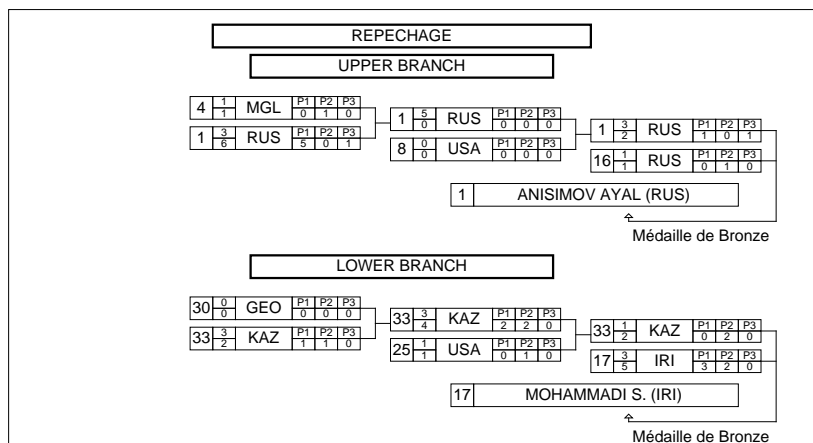 REPECHAGE
UPPER BRANCH
4 1 1 MGL P1 P2 P3 0 1 0
1 3 6 RUS P1 P2 P3 5 0 1
1 5 0 RUS P1 P2 P3 0 0 0
8 0 0 USA P1 P2 P3 0 0 0
1 3 2 RUS P1 P2 P3 1 0 1
16 1 1 RUS P1 P2 P3 0 1 0
1 ANISIMOV AYAL (RUS)
Médaille de Bronze
LOWER BRANCH
30 0 0 GEO P1 P2 P3 0 0 0
33 3 2 KAZ P1 P2 P3 1 1 0
33 3 4 KAZ P1 P2 P3 2 2 0
25 1 1 USA P1 P2 P3 0 1 0
33 1 2 KAZ P1 P2 P3 0 2 0
17 3 5 IRI P1 P2 P3 3 2 0
17 MOHAMMADI S. (IRI)
Médaille de Bronze